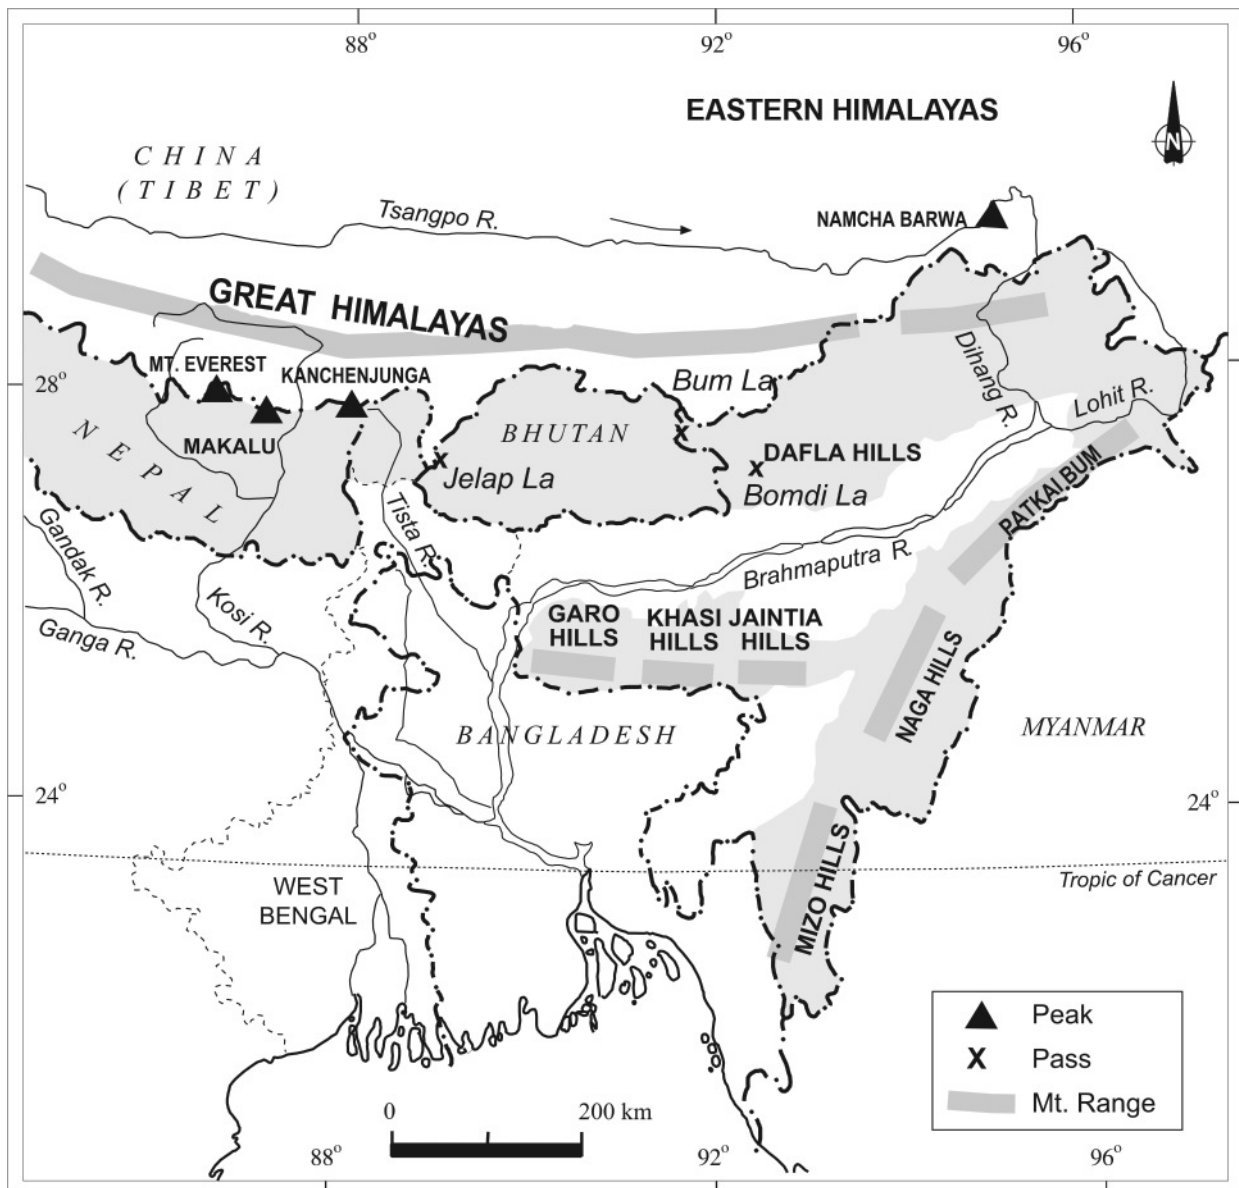 88°
92°
96°
EASTERN HIMALAYAS
N
CHINA
(TIBET)
Tsangpo R.
NAMCHA BARWA
GREAT HIMALAYAS
MT. EVEREST
KANCHENJUNGA
28°
Bum La
Dihang R.
Lohit R.
NEPAL
MAKALU
BHUTAN
DAFLA HILLS
Jelap La
Bomdi La
PATKAI BUM
Tista R.
Gandak R.
Brahmaputra R.
Kosi R.
Ganga R.
GARO
HILLS
KHASI
HILLS
JAINTIA
HILLS
NAGA HILLS
BANGLADESH
MYANMAR
24°
24°
MIZO HILLS
Tropic of Cancer
WEST
BENGAL
Peak
X Pass
Mt. Range
0
200 km
88°
92°
96°